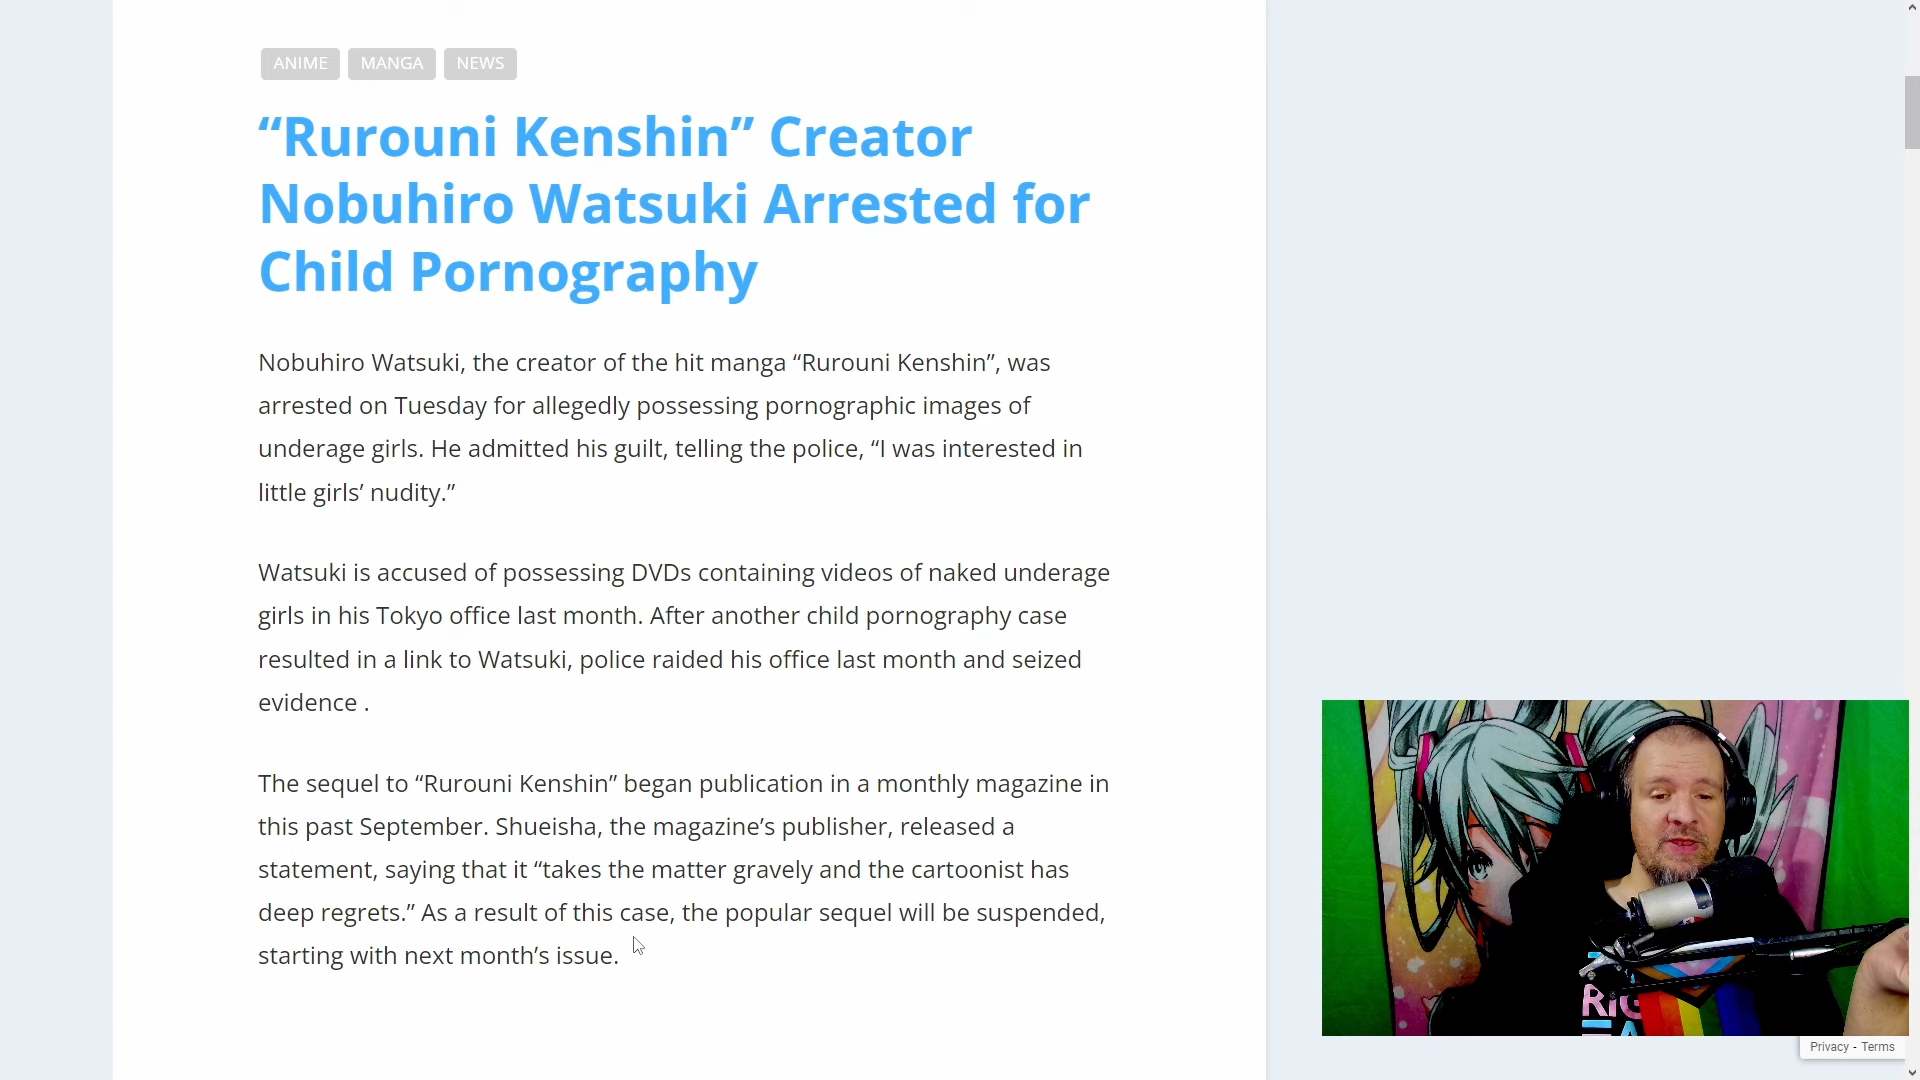 ANIME MANGA NEWS
“Rurouni Kenshin” Creator
Nobuhiro Watsuki Arrested for
Child Pornography
Nobuhiro Watsuki, the creator of the hit manga “Rurouni Kenshin”, was
arrested on Tuesday for allegedly possessing pornographic images of
underage girls. He admitted his guilt, telling the police, “I was interested in
little girls’ nudity.”
Watsuki is accused of possessing DVDs containing videos of naked underage
girls in his Tokyo office last month. After another child pornography case
resulted in a link to Watsuki, police raided his office last month and seized
evidence .
The sequel to “Rurouni Kenshin” began publication in a monthly magazine in
this past September. Shueisha, the magazine’s publisher, released a
statement, saying that it “takes the matter gravely and the cartoonist has
deep regrets.” As a result of this case, the popular sequel will be suspended,
starting with next month’s issue.
Privacy - Terms